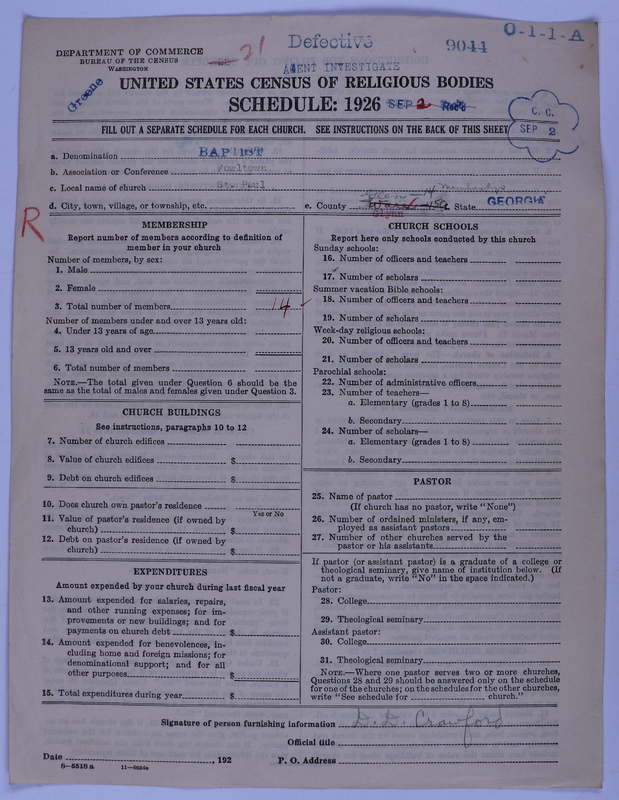 O-1-1-A
21
Defective
9044
DEPARTMENT OF COMMERCE
BUREAU OF THE CENSUS
WASHINGTON
AGENT INVESTIGATE
Greene
UNITED STATES CENSUS OF RELIGIOUS BODIES
SCHEDULE: 1926
SEP 2 Rec'd
C. C.
SEP 2
FILL OUT A SEPARATE SCHEDULE FOR EACH CHURCH. SEE INSTRUCTIONS ON THE BACK OF THIS SHEET
a. Denomination BAPTIST
b. Association or Conference Fowltown
c. Local name of church St. Paul
d. City, town, village, or township, etc. e. County Glynn State GEORGIA
R
MEMBERSHIP
Report number of members according to definition of
member in your church
Number of members, by sex:
1. Male
2. Female
3. Total number of members 14
Number of members under and over 13 years old:
4. Under 13 years of age
5. 13 years old and over
6. Total number of members
NOTE.—The total given under Question 6 should be the
same as the total of males and females given under Question 3.
CHURCH BUILDINGS
See instructions, paragraphs 10 to 12
7. Number of church edifices
8. Value of church edifices $
9. Debt on church edifices $
10. Does church own pastor's residence
Yes or No
11. Value of pastor's residence (if owned by
church) $
12. Debt on pastor's residence (if owned by
church) $
EXPENDITURES
Amount expended by your church during last fiscal year
13. Amount expended for salaries, repairs,
and other running expenses; for im-
provements or new buildings; and for
payments on church debt $
14. Amount expended for benevolences, in-
cluding home and foreign missions; for
denominational support; and for all
other purposes $
15. Total expenditures during year $
CHURCH SCHOOLS
Report here only schools conducted by this church
Sunday schools:
16. Number of officers and teachers
17. Number of scholars
Summer vacation Bible schools:
18. Number of officers and teachers
19. Number of scholars
Week-day religious schools:
20. Number of officers and teachers
21. Number of scholars
Parochial schools:
22. Number of administrative officers
23. Number of teachers—
a. Elementary (grades 1 to 8)
b. Secondary
24. Number of scholars—
a. Elementary (grades 1 to 8)
b. Secondary
PASTOR
25. Name of pastor
(If church has no pastor, write "None")
26. Number of ordained ministers, if any, em-
ployed as assistant pastors
27. Number of other churches served by the
pastor or his assistants
If pastor (or assistant pastor) is a graduate of a college or
theological seminary, give name of institution below. (If
not a graduate, write "No" in the space indicated.)
Pastor:
28. College
29. Theological seminary
Assistant pastor:
30. College
31. Theological seminary
NOTE.—Where one pastor serves two or more churches,
Questions 28 and 29 should be answered only on the schedule
for one of the churches; on the schedules for the other churches,
write "See schedule for church."
Signature of person furnishing information D. D. Crawford
Official title
Date , 192 P. O. Address
8-5518 a 11-9024a